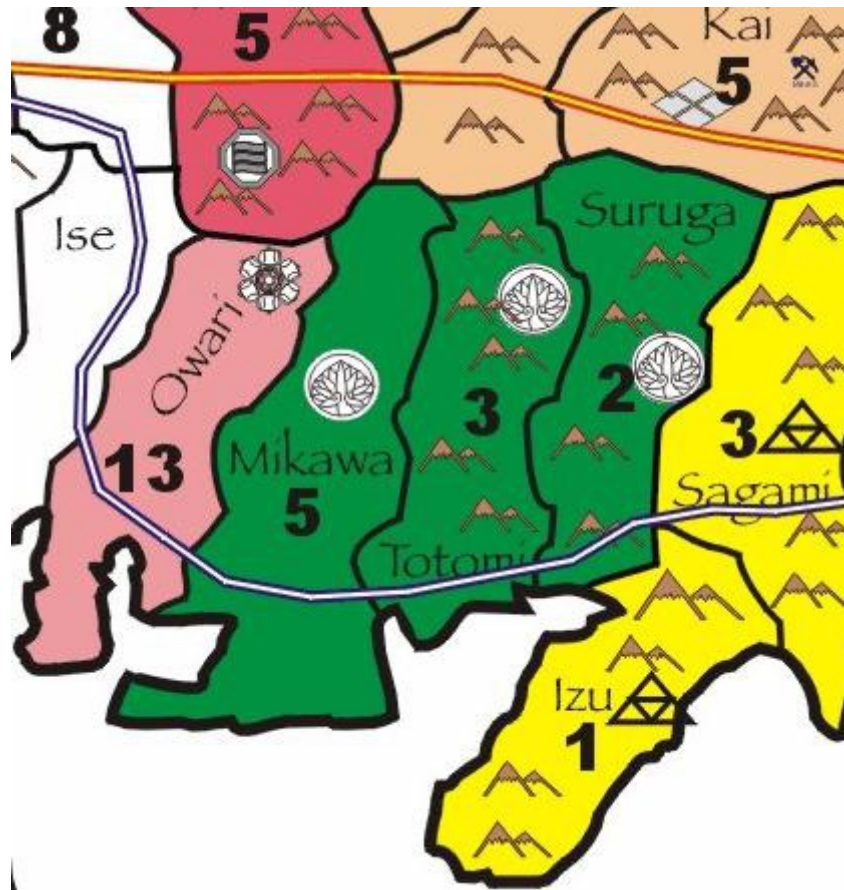 8
5
Kai
5
Ise
Suruga
Owari
3
2
3
13
Mikawa
5
Sagami
Totomi
Izu
1